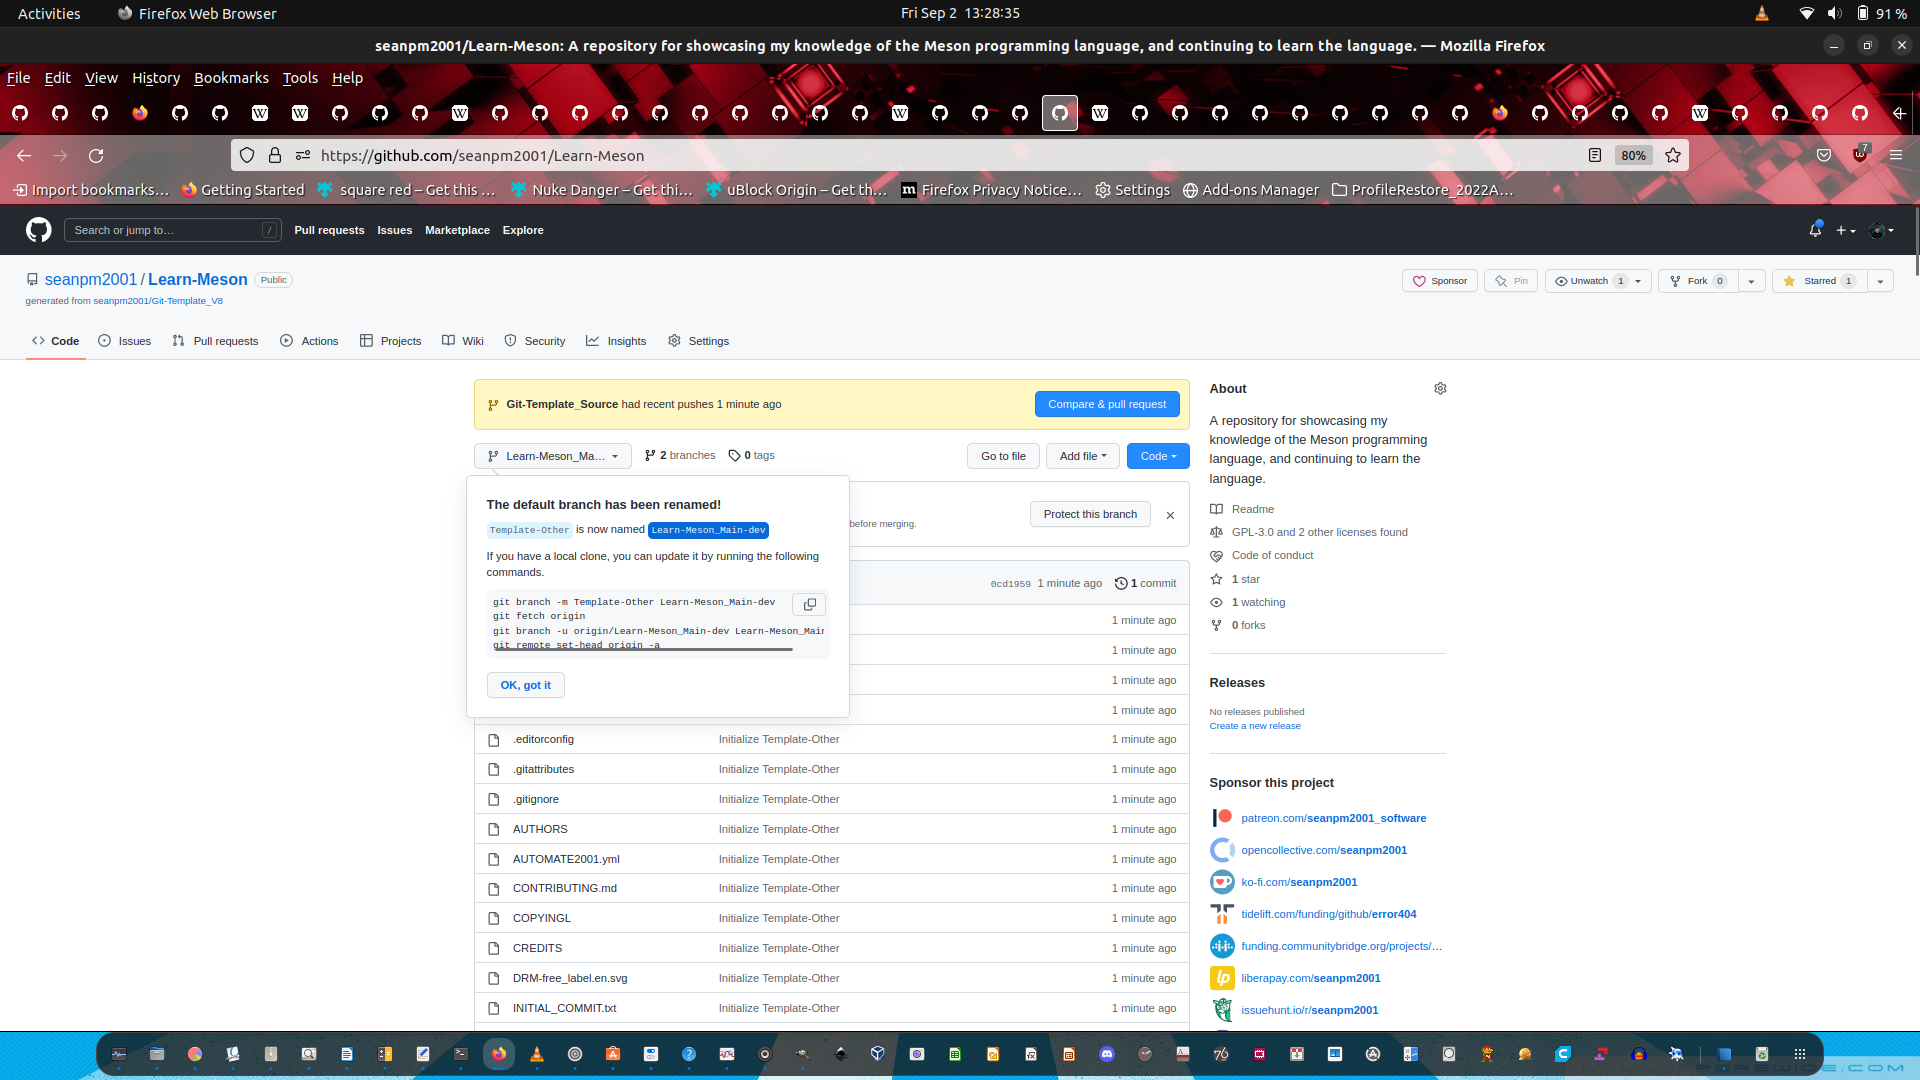 Activities
Firefox Web Browser
Fri Sep 2 13:28:35
91 %
seanpm2001/Learn-Meson: A repository for showcasing my knowledge of the Meson programming language, and continuing to learn the language. — Mozilla Firefox
File Edit View History Bookmarks Tools Help
https://github.com/seanpm2001/Learn-Meson
80%
7
Import bookmarks…
Getting Started
square red – Get this …
Nuke Danger – Get thi…
uBlock Origin – Get th…
Firefox Privacy Notice…
Settings
Add-ons Manager
ProfileRestore_2022A…
Search or jump to…
/
Pull requests
Issues
Marketplace
Explore
seanpm2001 / Learn-Meson
Public
generated from seanpm2001/Git-Template_V8
Sponsor
Pin
Unwatch 1
Fork 0
Starred 1
Code
Issues
Pull requests
Actions
Projects
Wiki
Security
Insights
Settings
Git-Template_Source had recent pushes 1 minute ago
Compare & pull request
Learn-Meson_Ma…
2 branches
0 tags
Go to file
Add file
Code
The default branch has been renamed!
Template-Other is now named Learn-Meson_Main-dev
If you have a local clone, you can update it by running the following
commands.
git branch -m Template-Other Learn-Meson_Main-dev
git fetch origin
git branch -u origin/Learn-Meson_Main-dev Learn-Meson_Main
git remote set-head origin -a
OK, got it
before merging.
Protect this branch
0cd1959 1 minute ago
1 commit
1 minute ago
1 minute ago
1 minute ago
1 minute ago
.editorconfig Initialize Template-Other 1 minute ago
.gitattributes Initialize Template-Other 1 minute ago
.gitignore Initialize Template-Other 1 minute ago
AUTHORS Initialize Template-Other 1 minute ago
AUTOMATE2001.yml Initialize Template-Other 1 minute ago
CONTRIBUTING.md Initialize Template-Other 1 minute ago
COPYINGL Initialize Template-Other 1 minute ago
CREDITS Initialize Template-Other 1 minute ago
DRM-free_label.en.svg Initialize Template-Other 1 minute ago
INITIAL_COMMIT.txt Initialize Template-Other 1 minute ago
About
A repository for showcasing my
knowledge of the Meson programming
language, and continuing to learn the
language.
Readme
GPL-3.0 and 2 other licenses found
Code of conduct
1 star
1 watching
0 forks
Releases
No releases published
Create a new release
Sponsor this project
patreon.com/seanpm2001_software
opencollective.com/seanpm2001
ko-fi.com/seanpm2001
tidelift.com/funding/github/error404
funding.communitybridge.org/projects/…
liberapay.com/seanpm2001
issuehunt.io/r/seanpm2001